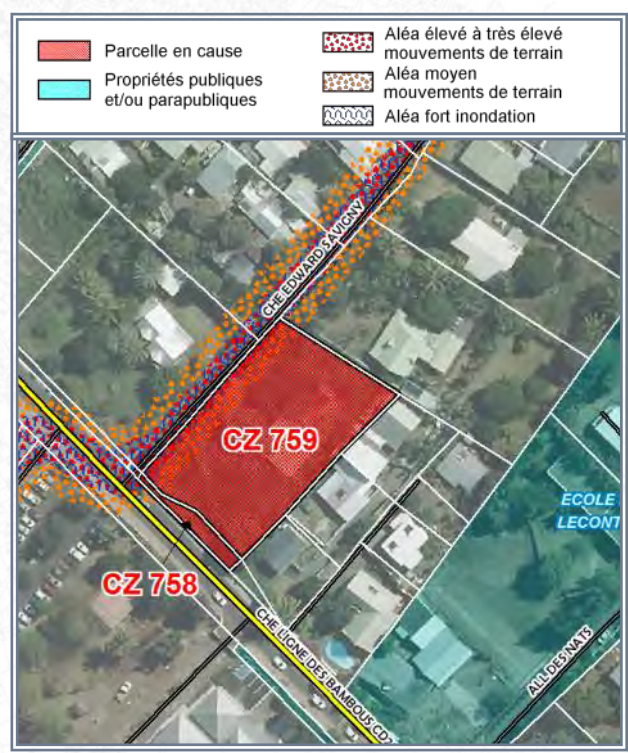 Parcelle en cause
Propriétés publiques
et/ou parapubliques
Aléa élevé à très élevé
mouvements de terrain
Aléa moyen
mouvements de terrain
Aléa fort inondation
CHE EDWARD SAVIGNY
CZ 759
CZ 758
ECOLE
LECONT
CHE LIGNE DES BAMBOUS CD2
ALL DES NATS